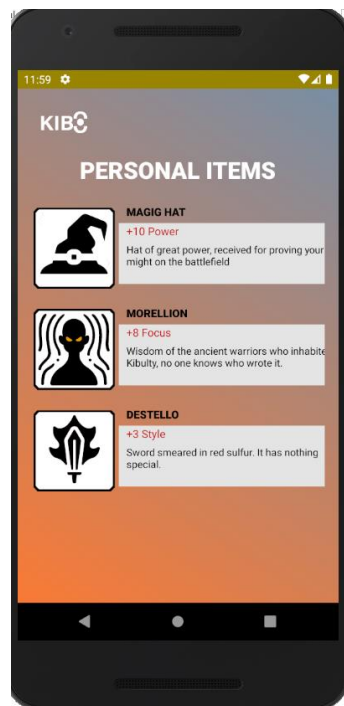 11:59
KIBO
PERSONAL ITEMS
MAGIG HAT
+10 Power
Hat of great power, received for proving your
might on the battlefield
MORELLION
+8 Focus
Wisdom of the ancient warriors who inhabite
Kibulty, no one knows who wrote it.
DESTELLO
+3 Style
Sword smeared in red sulfur. It has nothing
special.